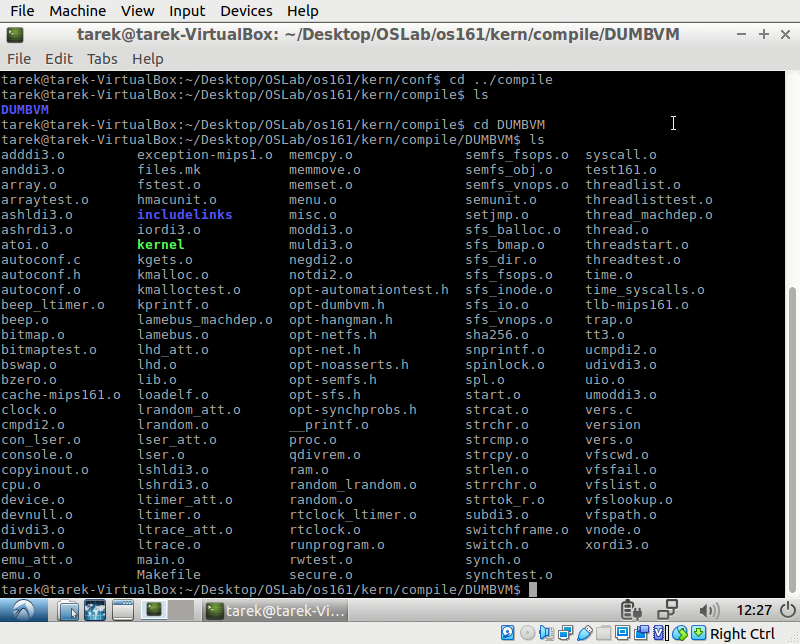 File Machine View Input Devices Help
tarek@tarek-VirtualBox: ~/Desktop/OSLab/os161/kern/compile/DUMBVM
File Edit Tabs Help
tarek@tarek-VirtualBox:~/Desktop/OSLab/os161/kern/conf$ cd ../compile
tarek@tarek-VirtualBox:~/Desktop/OSLab/os161/kern/compile$ ls
DUMBVM
tarek@tarek-VirtualBox:~/Desktop/OSLab/os161/kern/compile$ cd DUMBVM
tarek@tarek-VirtualBox:~/Desktop/OSLab/os161/kern/compile/DUMBVM$ ls
adddi3.o exception-mips1.o memcpy.o semfs_fsops.o syscall.o
anddi3.o files.mk memmove.o semfs_obj.o test161.o
array.o fstest.o memset.o semfs_vnops.o threadlist.o
arraytest.o hmacunit.o menu.o semunit.o threadlisttest.o
ashldi3.o includelinks misc.o setjmp.o thread_machdep.o
ashrdi3.o iordi3.o moddi3.o sfs_balloc.o thread.o
atoi.o kernel muldi3.o sfs_bmap.o threadstart.o
autoconf.c kgets.o negdi2.o sfs_dir.o threadtest.o
autoconf.h kmalloc.o notdi2.o sfs_fsops.o time.o
autoconf.o kmalloctest.o opt-automationtest.h sfs_inode.o time_syscalls.o
beep_ltimer.o kprintf.o opt-dumbvm.h sfs_io.o tlb-mips161.o
beep.o lamebus_machdep.o opt-hangman.h sfs_vnops.o trap.o
bitmap.o lamebus.o opt-netfs.h sha256.o tt3.o
bitmaptest.o lhd_att.o opt-net.h snprintf.o ucmpdi2.o
bswap.o lhd.o opt-noasserts.h spinlock.o udivdi3.o
bzero.o lib.o opt-semfs.h spl.o uio.o
cache-mips161.o loadelf.o opt-sfs.h start.o umoddi3.o
clock.o lrandom_att.o opt-synchprobs.h strcat.o vers.c
cmpdi2.o lrandom.o __printf.o strchr.o version
con_lser.o lser_att.o proc.o strcmp.o vers.o
console.o lser.o qdivrem.o strcpy.o vfscwd.o
copyinout.o lshldi3.o ram.o strlen.o vfsfail.o
cpu.o lshrdi3.o random_lrandom.o strrchr.o vfslist.o
device.o ltimer_att.o random.o strtok_r.o vfslookup.o
devnull.o ltimer.o rtclock_ltimer.o subdi3.o vfspath.o
divdi3.o ltrace_att.o rtclock.o switchframe.o vnode.o
dumbvm.o ltrace.o runprogram.o switch.o xordi3.o
emu_att.o main.o rwtest.o synch.o
emu.o Makefile secure.o synchtest.o
tarek@tarek-VirtualBox:~/Desktop/OSLab/os161/kern/compile/DUMBVM$
tarek@tarek-Vi... 12:27
Right Ctrl